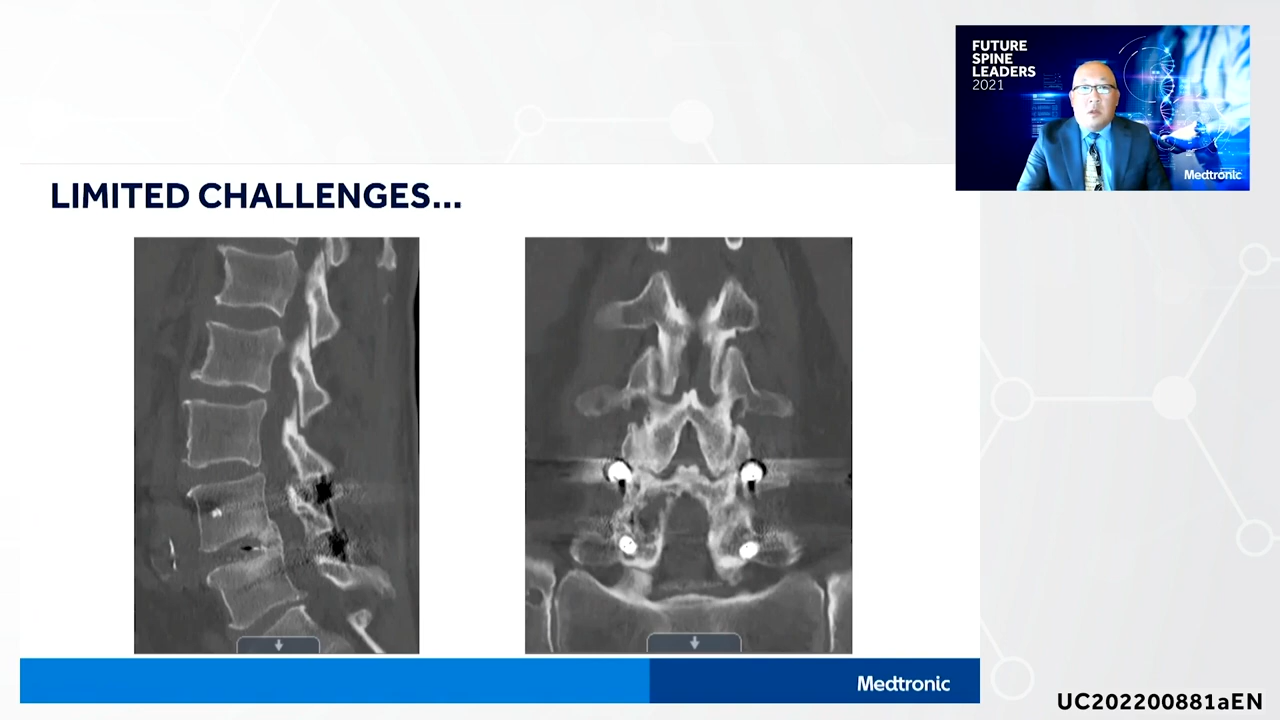 FUTURE
SPINE
LEADERS
2021
Medtronic
LIMITED CHALLENGES...
Medtronic
UC202200881aEN